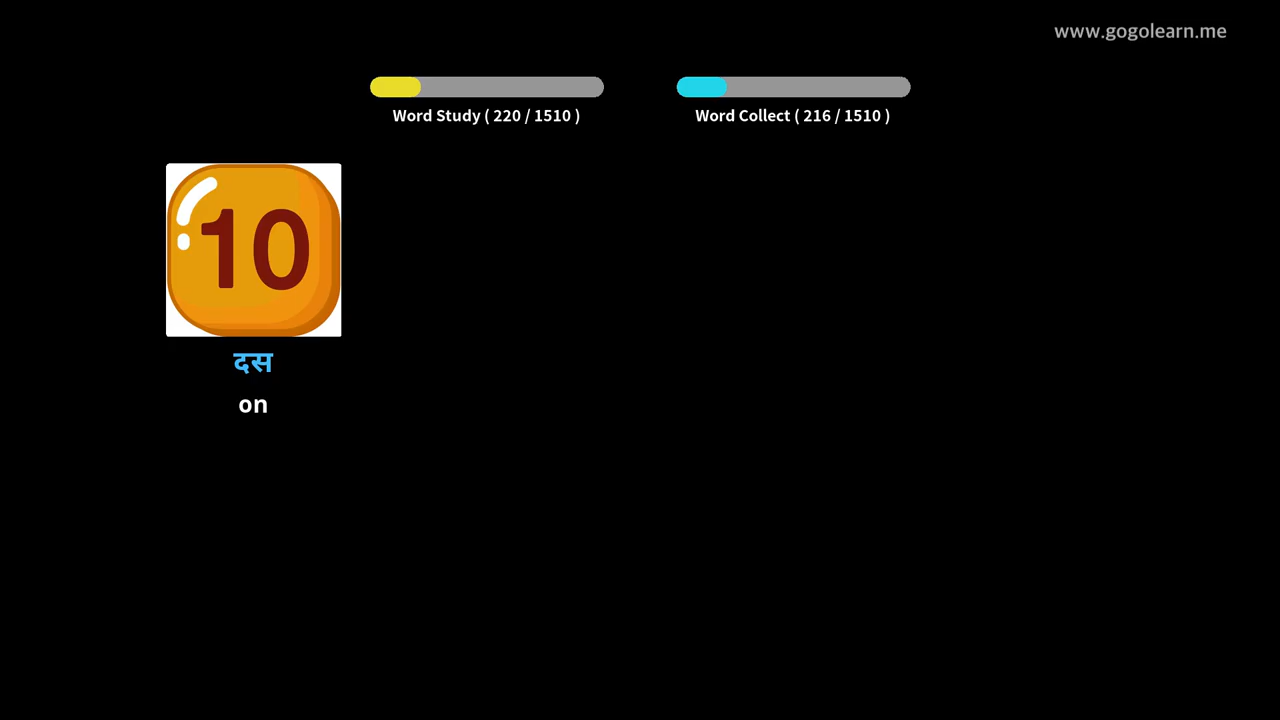 www.gogolearn.me
Word Study ( 220 / 1510 )
Word Collect ( 216 / 1510 )
10
दस
on